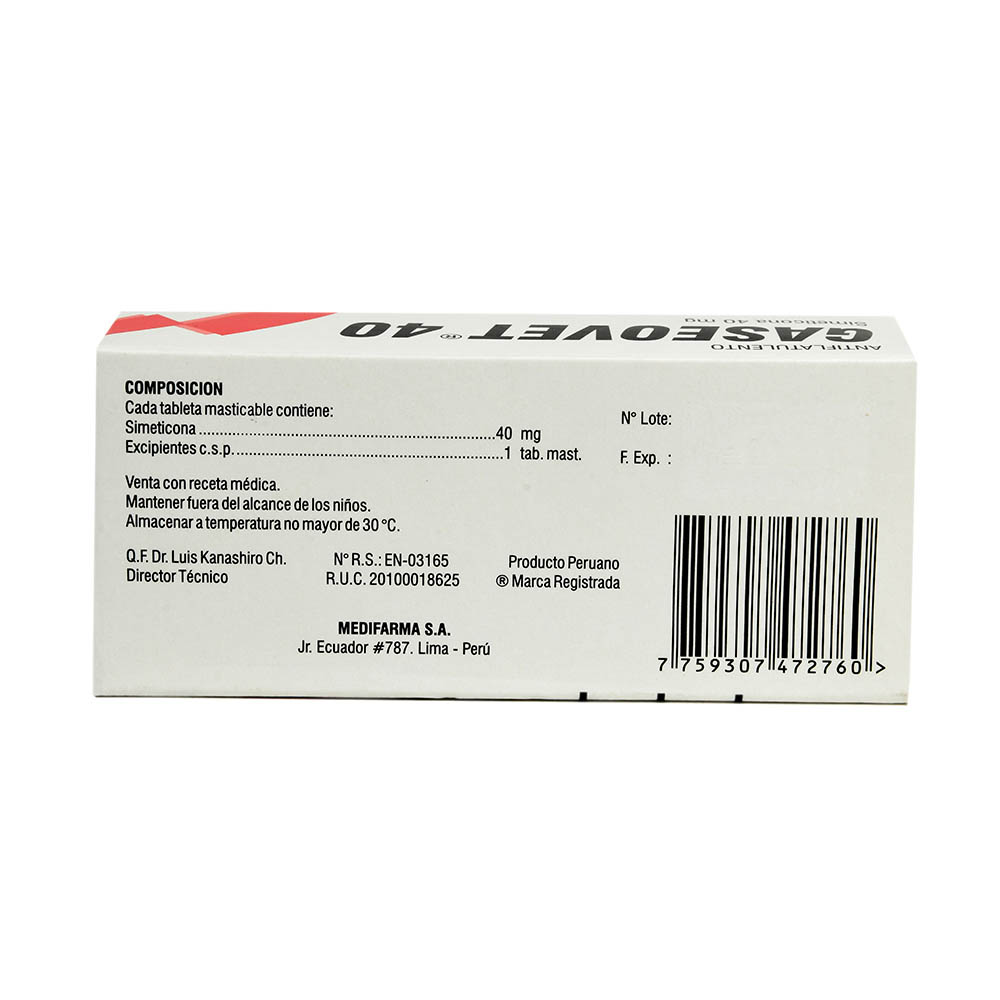 ANTIFLATULENTO
GASEOVET® 40
Simeticona 40 mg
COMPOSICION
Cada tableta masticable contiene:
Simeticona ..........................................................40 mg
Excipientes c.s.p.....................................................1 tab. mast.
Venta con receta médica.
Mantener fuera del alcance de los niños.
Almacenar a temperatura no mayor de 30 °C.
Q.F. Dr. Luis Kanashiro Ch.
Director Técnico
N° R.S.: EN-03165
R.U.C. 20100018625
Producto Peruano
® Marca Registrada
MEDIFARMA S.A.
Jr. Ecuador #787. Lima - Perú
N° Lote:
F. Exp. :
7 759307 472760 >